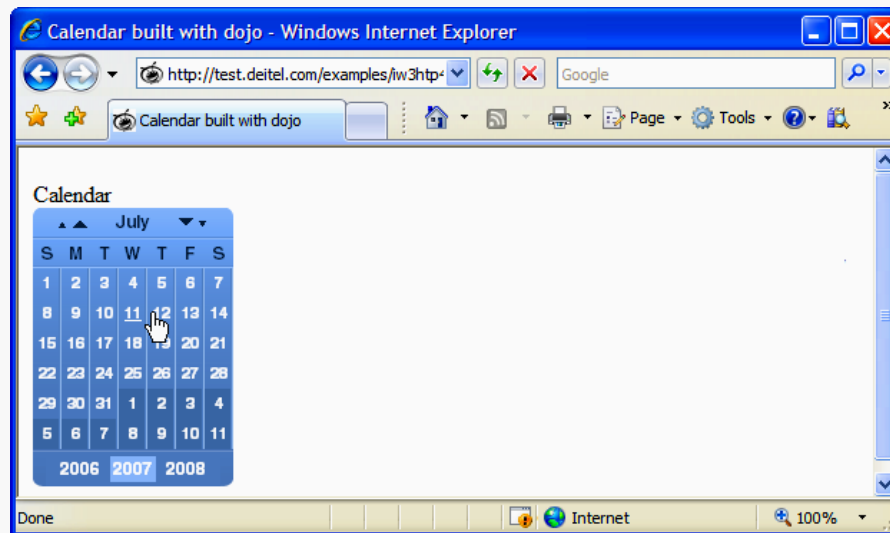 Calendar built with dojo - Windows Internet Explorer
http://test.deitel.com/examples/iw3htp4
Google
Calendar built with dojo
Page
Tools
Calendar
July
S M T W T F S
1 2 3 4 5 6 7
8 9 10 11 12 13 14
15 16 17 18 19 20 21
22 23 24 25 26 27 28
29 30 31 1 2 3 4
5 6 7 8 9 10 11
2006 2007 2008
Done
Internet
100%